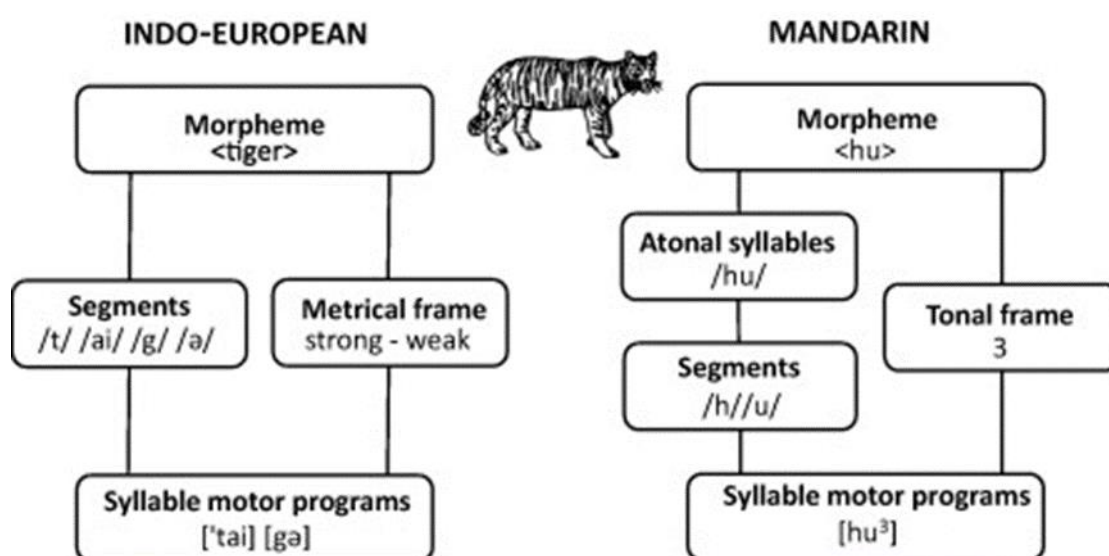 INDO-EUROPEAN
Morpheme
<tiger>
Segments
/t/ /ai/ /g/ /ə/
Metrical frame
strong - weak
Syllable motor programs
['tai] [gə]
MANDARIN
Morpheme
<hu>
Atonal syllables
/hu/
Segments
/h//u/
Tonal frame
3
Syllable motor programs
[hu³]